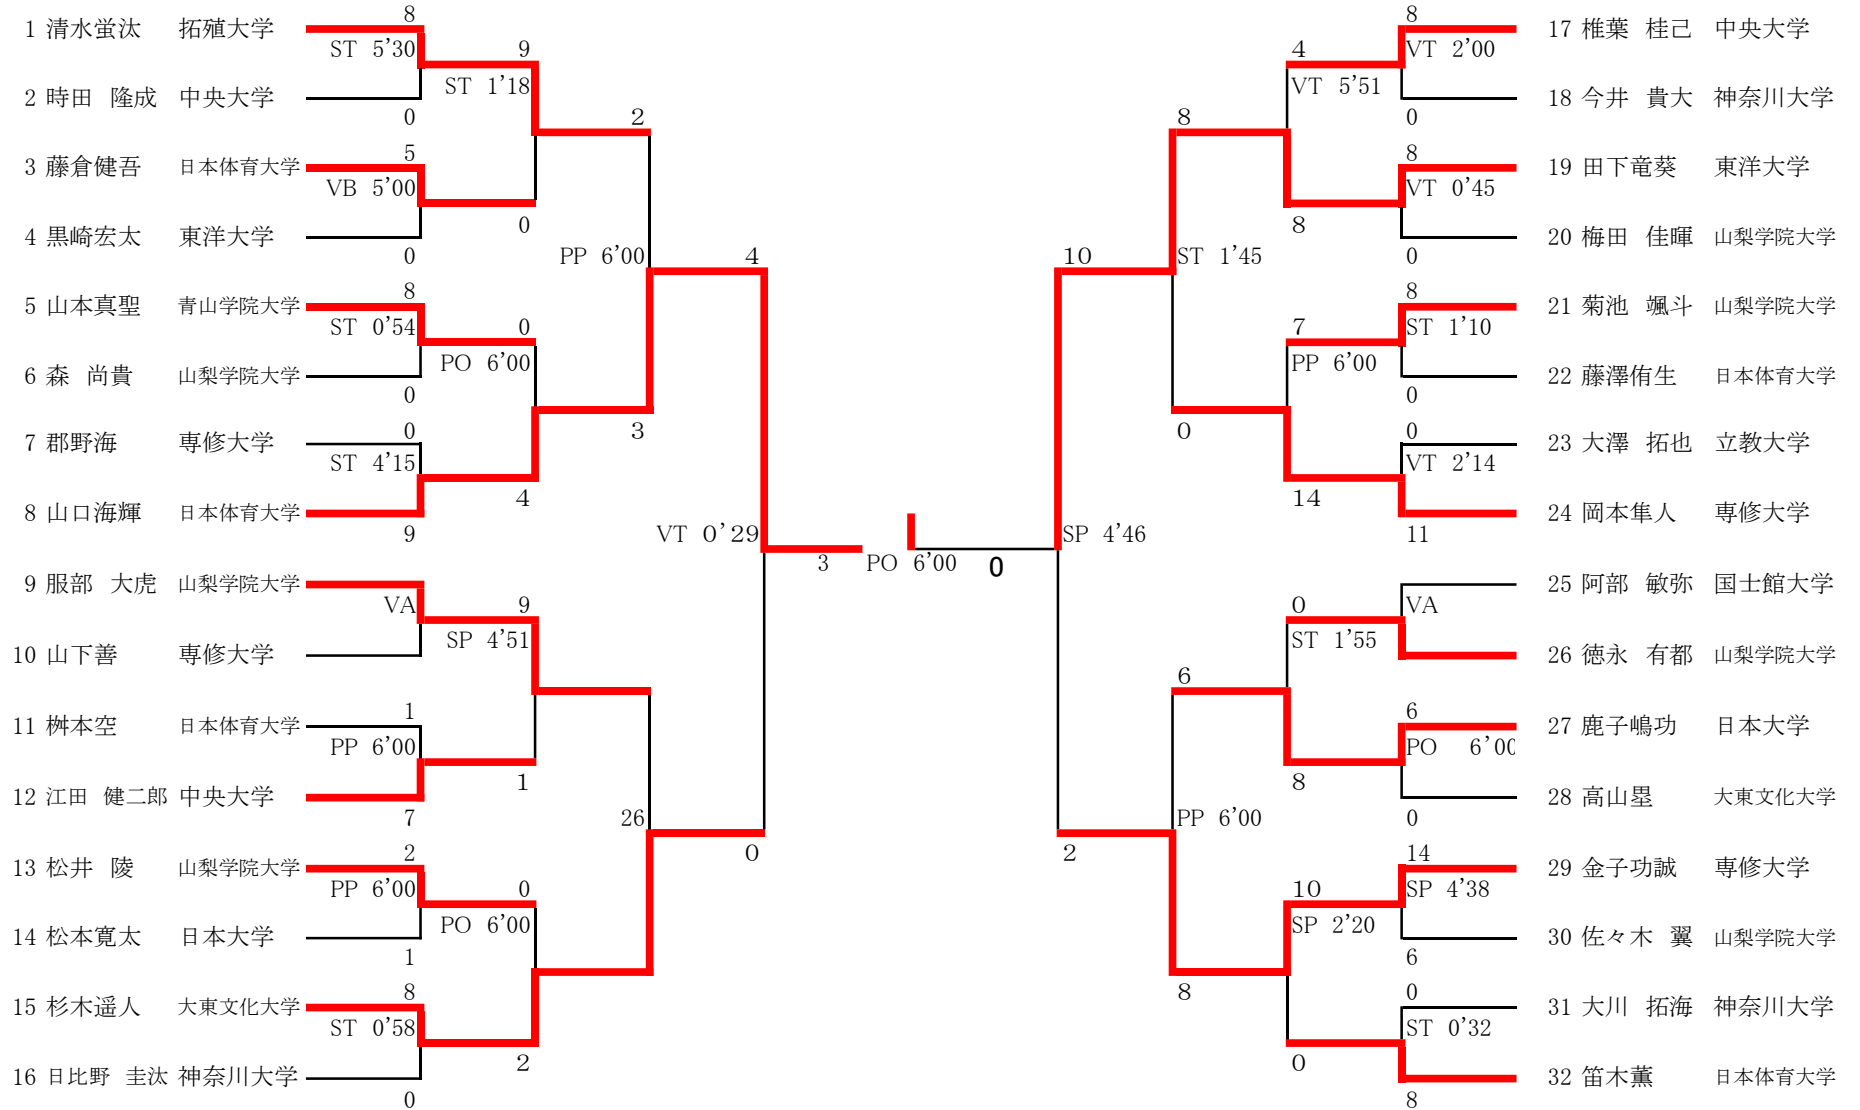 8
1 清水蛍汰 拓殖大学
ST 5'30
9
ST 1'18
2 時田 隆成 中央大学
0
2
3 藤倉健吾 日本体育大学
5
VB 5'00
4 黒崎宏太 東洋大学
0
0
PP 6'00
4
5 山本真聖 青山学院大学
8
ST 0'54
0
PO 6'00
6 森 尚貴 山梨学院大学
0
3
7 郡野海 専修大学
0
ST 4'15
4
8 山口海輝 日本体育大学
9
VT 0'29
3 PO 6'00 0
9 服部 大虎 山梨学院大学
VA
9
SP 4'51
10 山下善 専修大学
11 桝本空 日本体育大学
1
PP 6'00
1
12 江田 健二郎 中央大学
7
26
0
13 松井 陵 山梨学院大学
2
PP 6'00
0
PO 6'00
14 松本寛太 日本大学
1
15 杉木遥人 大東文化大学
8
ST 0'58
2
16 日比野 圭汰 神奈川大学
0
8
17 椎葉 桂己 中央大学
VT 2'00
4
VT 5'51
18 今井 貴大 神奈川大学
0
8
8
19 田下竜葵 東洋大学
VT 0'45
8
20 梅田 佳暉 山梨学院大学
0
10
ST 1'45
8
21 菊池 颯斗 山梨学院大学
ST 1'10
7
PP 6'00
22 藤澤侑生 日本体育大学
0
0
0
23 大澤 拓也 立教大学
VT 2'14
14
24 岡本隼人 専修大学
11
SP 4'46
25 阿部 敏弥 国士館大学
VA
0
ST 1'55
26 徳永 有都 山梨学院大学
6
6
27 鹿子嶋功 日本大学
PO 6'00
8
28 高山塁 大東文化大学
0
PP 6'00
2
14
29 金子功誠 専修大学
SP 4'38
10
SP 2'20
30 佐々木 翼 山梨学院大学
6
8
0
31 大川 拓海 神奈川大学
ST 0'32
0
32 笛木薫 日本体育大学
8